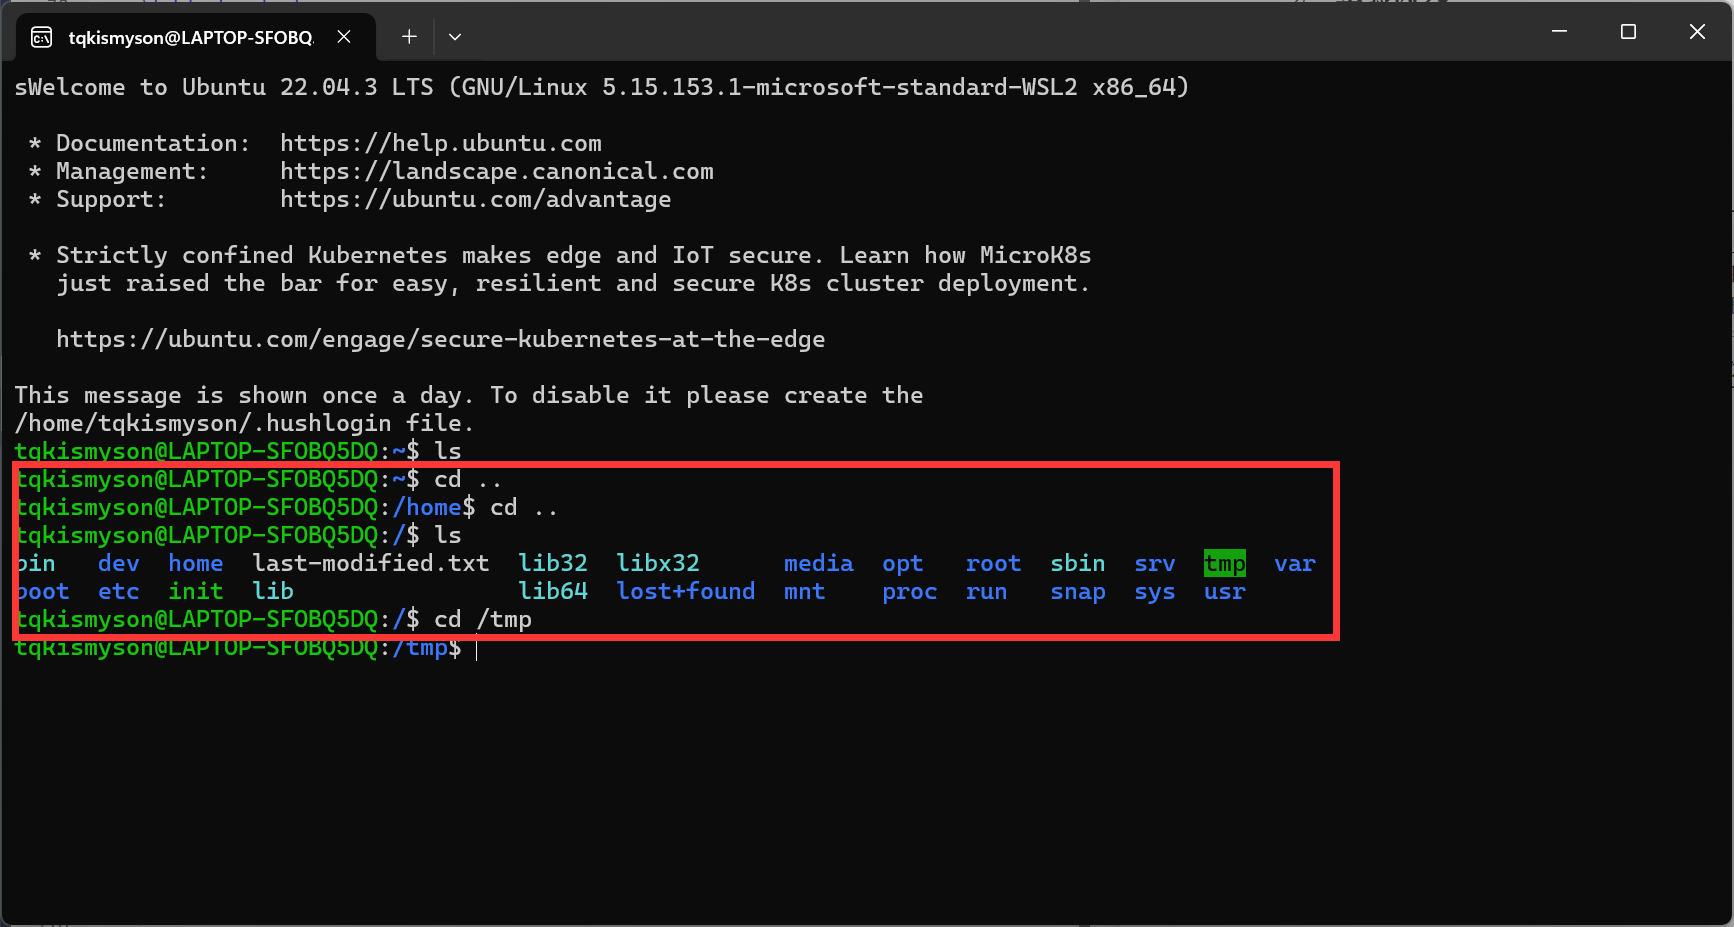 tqkismyson@LAPTOP-SFOBQ.
sWelcome to Ubuntu 22.04.3 LTS (GNU/Linux 5.15.153.1-microsoft-standard-WSL2 x86_64)
* Documentation:  https://help.ubuntu.com
* Management:     https://landscape.canonical.com
* Support:        https://ubuntu.com/advantage
* Strictly confined Kubernetes makes edge and IoT secure. Learn how MicroK8s
just raised the bar for easy, resilient and secure K8s cluster deployment.
https://ubuntu.com/engage/secure-kubernetes-at-the-edge
This message is shown once a day. To disable it please create the
/home/tqkismyson/.hushlogin file.
tqkismyson@LAPTOP-SFOBQ5DQ:~$ ls
tqkismyson@LAPTOP-SFOBQ5DQ:~$ cd ..
tqkismyson@LAPTOP-SFOBQ5DQ:/home$ cd ..
tqkismyson@LAPTOP-SFOBQ5DQ:/$ ls
bin   dev  home  last-modified.txt  lib32  libx32      media  opt   root  sbin  srv  tmp  var
boot  etc  init  lib                lib64  lost+found  mnt    proc  run   snap  sys  usr
tqkismyson@LAPTOP-SFOBQ5DQ:/$ cd /tmp
tqkismyson@LAPTOP-SFOBQ5DQ:/tmp$